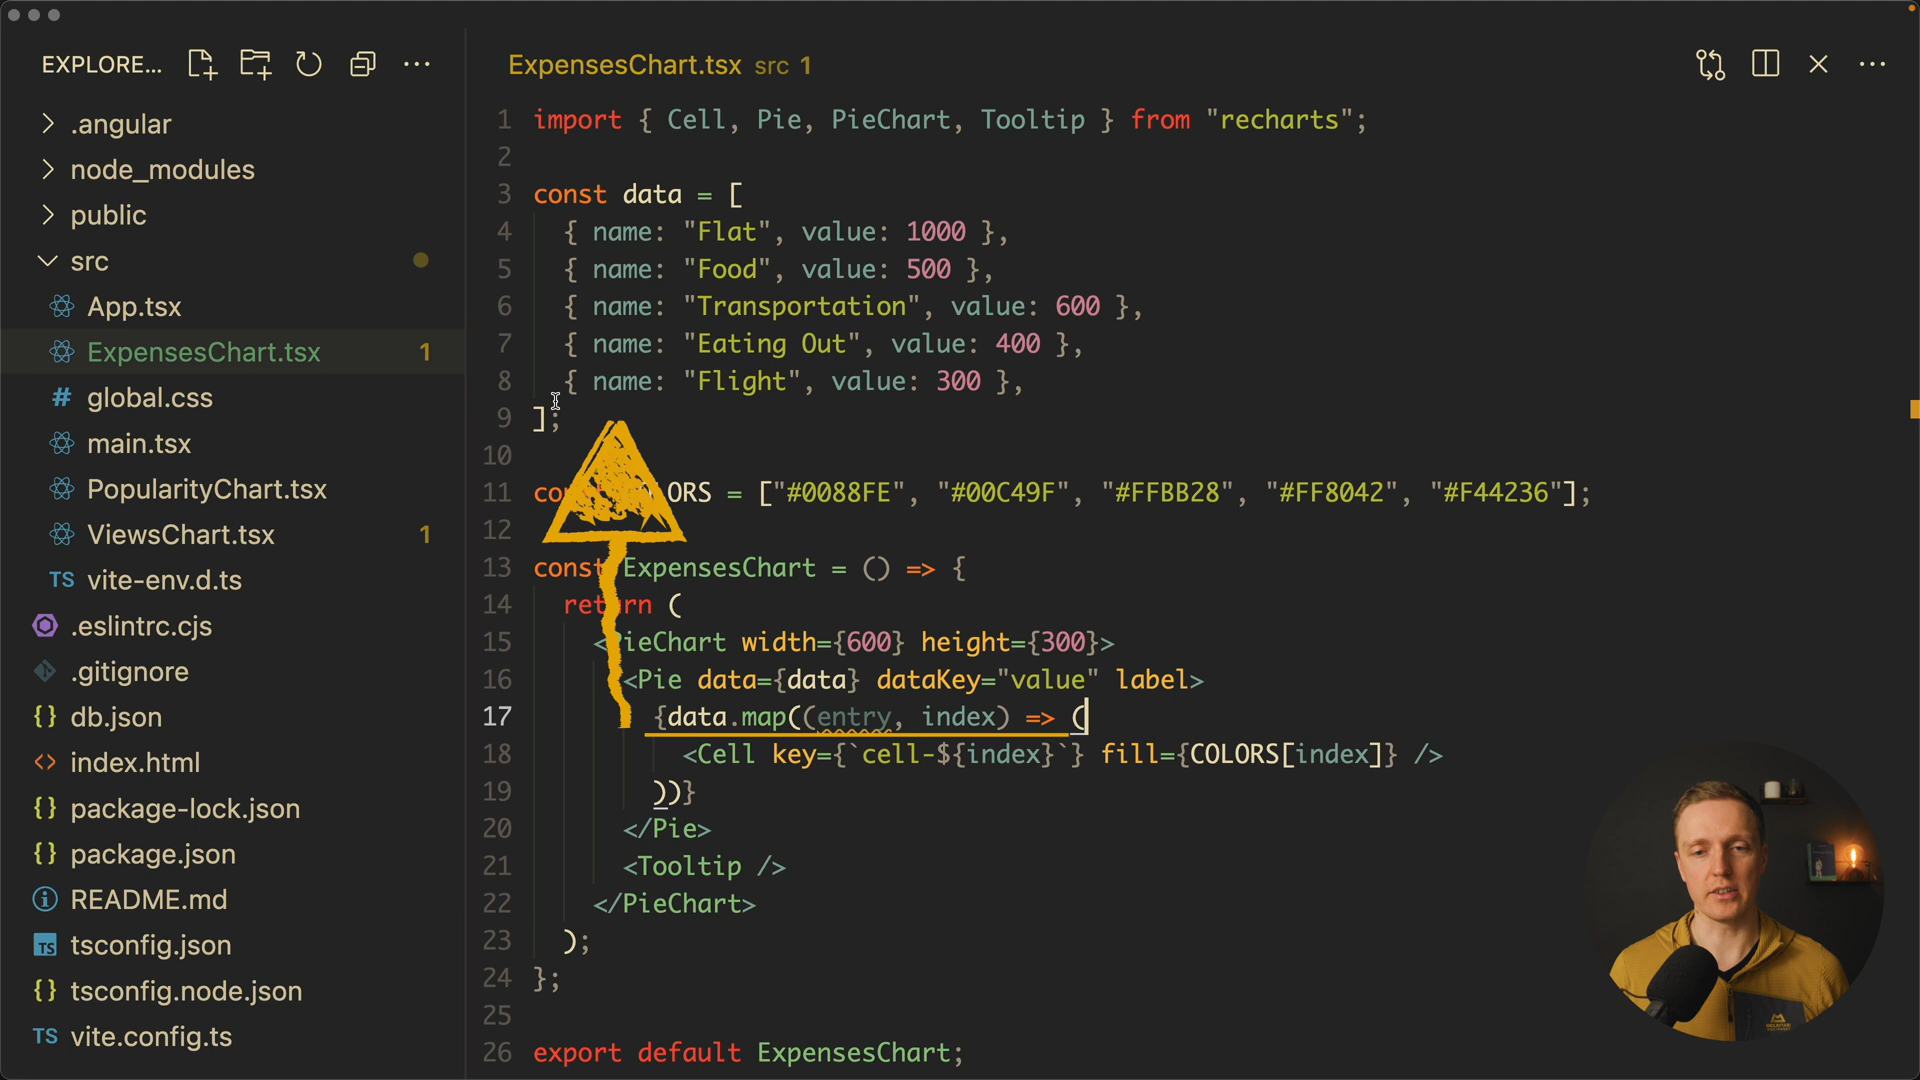 EXPLORE...
ExpensesChart.tsx src 1
.angular
node_modules
public
src
App.tsx
ExpensesChart.tsx 1
global.css
main.tsx
PopularityChart.tsx
ViewsChart.tsx 1
TS vite-env.d.ts
.eslintrc.cjs
.gitignore
{} db.json
<> index.html
{} package-lock.json
{} package.json
README.md
TS tsconfig.json
{} tsconfig.node.json
TS vite.config.ts
1 import { Cell, Pie, PieChart, Tooltip } from "recharts";
2
3 const data = [
4 { name: "Flat", value: 1000 },
5 { name: "Food", value: 500 },
6 { name: "Transportation", value: 600 },
7 { name: "Eating Out", value: 400 },
8 { name: "Flight", value: 300 },
9 ];
10
11 co ORS = ["#0088FE", "#00C49F", "#FFBB28", "#FF8042", "#F44236"];
12
13 const ExpensesChart = () => {
14 return (
15 <PieChart width={600} height={300}>
16 <Pie data={data} dataKey="value" label>
17 {data.map((entry, index) => (
18 <Cell key={`cell-${index}`} fill={COLORS[index]} />
19 ))}
20 </Pie>
21 <Tooltip />
22 </PieChart>
23 );
24 };
25
26 export default ExpensesChart;